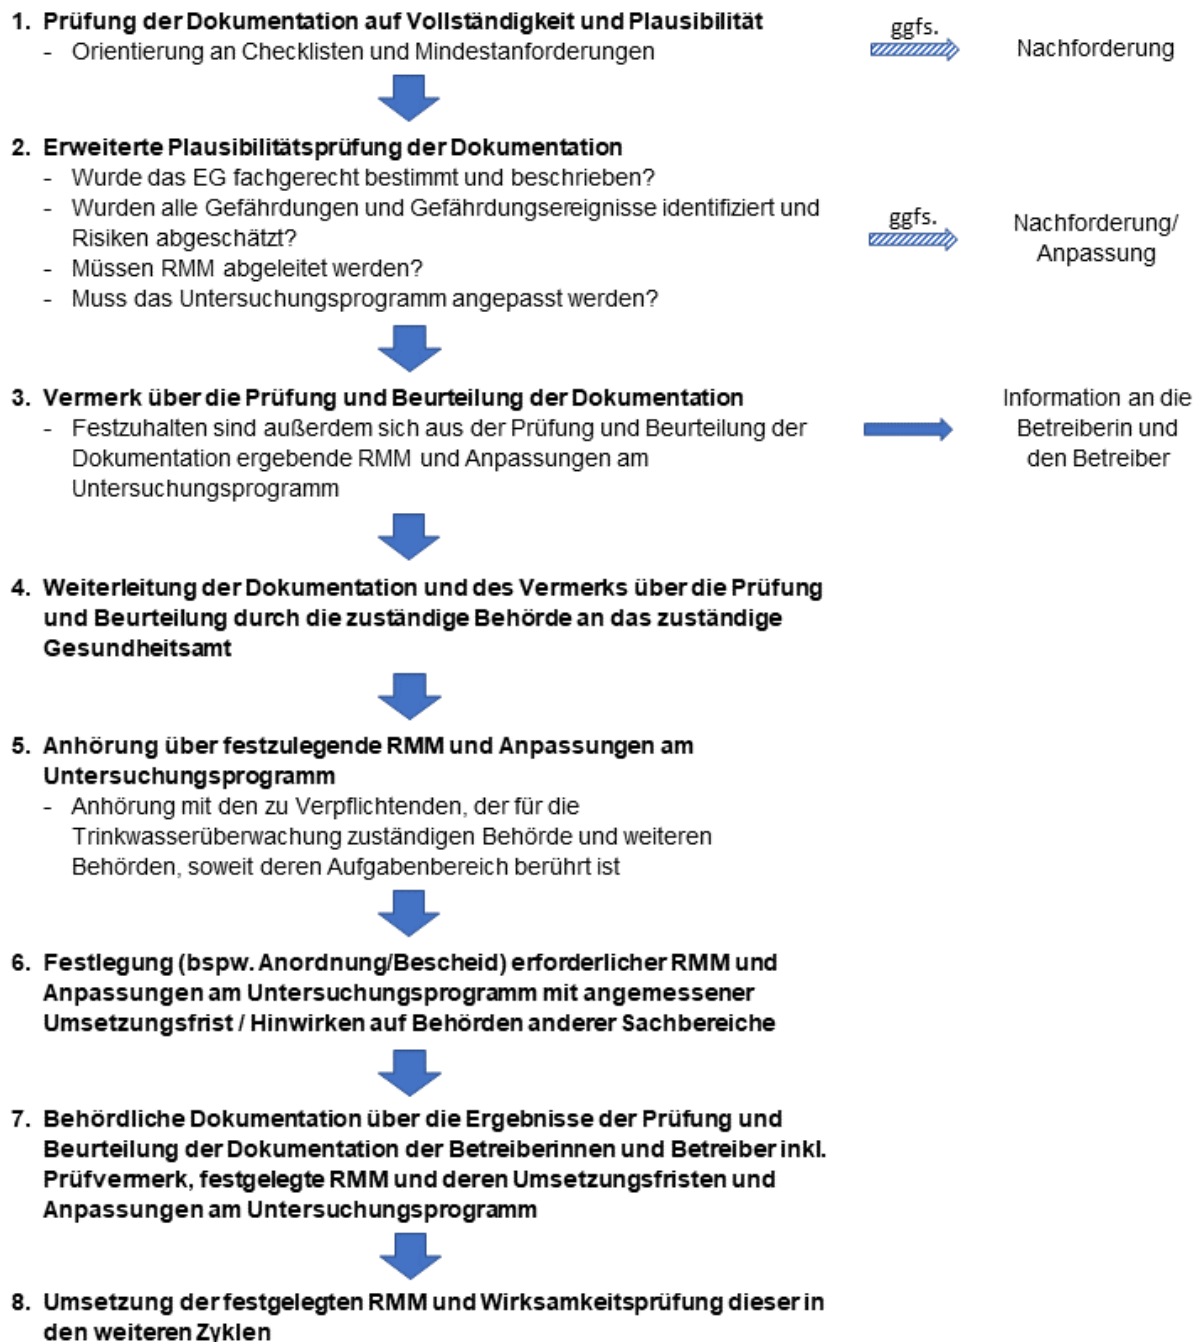 1. Prüfung der Dokumentation auf Vollständigkeit und Plausibilität
- Orientierung an Checklisten und Mindestanforderungen
ggfs.
Nachforderung
2. Erweiterte Plausibilitätsprüfung der Dokumentation
- Wurde das EG fachgerecht bestimmt und beschrieben?
- Wurden alle Gefährdungen und Gefährdungsereignisse identifiziert und
Risiken abgeschätzt?
- Müssen RMM abgeleitet werden?
- Muss das Untersuchungsprogramm angepasst werden?
ggfs.
Nachforderung/
Anpassung
3. Vermerk über die Prüfung und Beurteilung der Dokumentation
- Festzuhalten sind außerdem sich aus der Prüfung und Beurteilung der
Dokumentation ergebende RMM und Anpassungen am
Untersuchungsprogramm
Information an die
Betreiberin und
den Betreiber
4. Weiterleitung der Dokumentation und des Vermerks über die Prüfung
und Beurteilung durch die zuständige Behörde an das zuständige
Gesundheitsamt
5. Anhörung über festzulegende RMM und Anpassungen am
Untersuchungsprogramm
- Anhörung mit den zu Verpflichtenden, der für die
Trinkwasserüberwachung zuständigen Behörde und weiteren
Behörden, soweit deren Aufgabenbereich berührt ist
6. Festlegung (bspw. Anordnung/Bescheid) erforderlicher RMM und
Anpassungen am Untersuchungsprogramm mit angemessener
Umsetzungsfrist / Hinwirken auf Behörden anderer Sachbereiche
7. Behördliche Dokumentation über die Ergebnisse der Prüfung und
Beurteilung der Dokumentation der Betreiberinnen und Betreiber inkl.
Prüfvermerk, festgelegte RMM und deren Umsetzungsfristen und
Anpassungen am Untersuchungsprogramm
8. Umsetzung der festgelegten RMM und Wirksamkeitsprüfung dieser in
den weiteren Zyklen